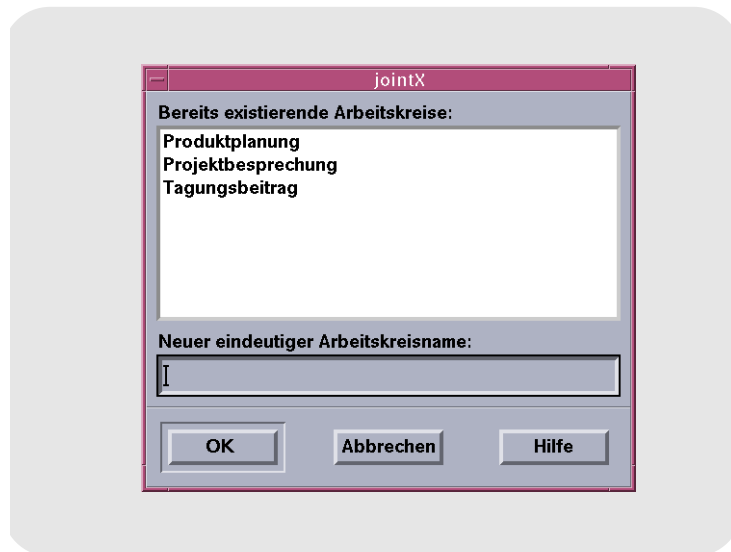 jointX
Bereits existierende Arbeitskreise:
Produktplanung
Projektbesprechung
Tagungsbeitrag
Neuer eindeutiger Arbeitskreisname:
OK
Abbrechen
Hilfe